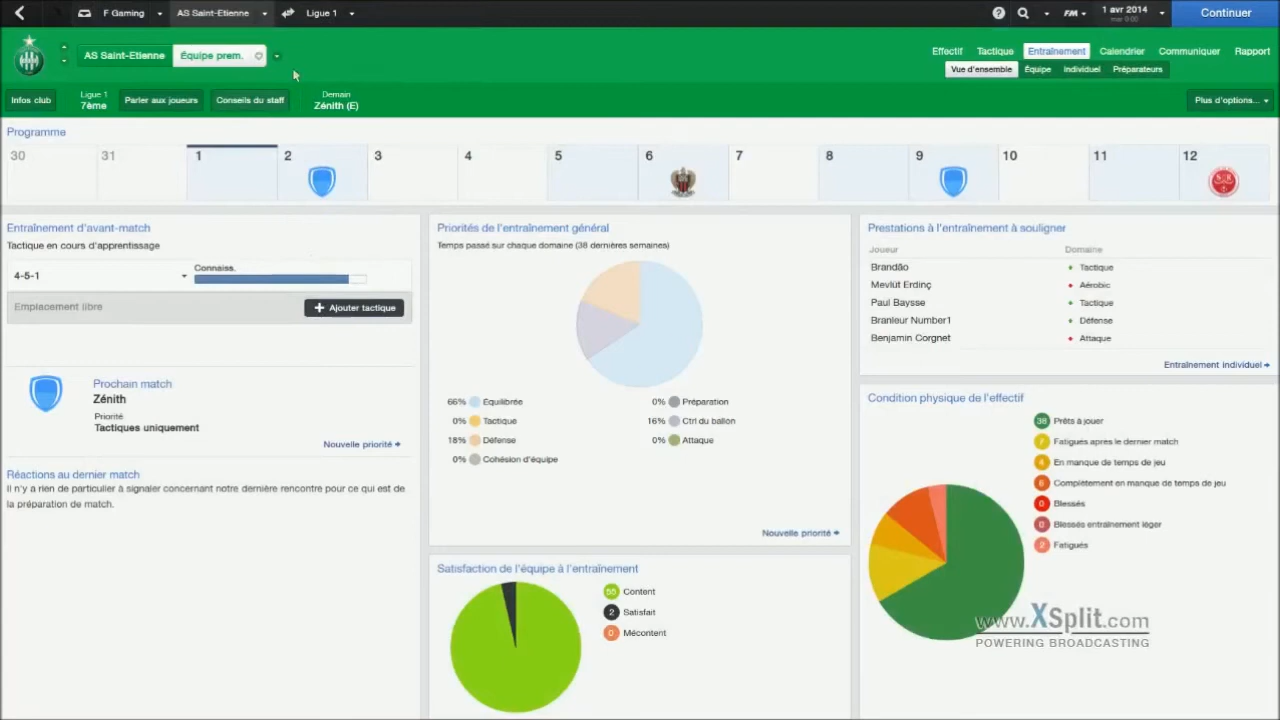 F Gaming
AS Saint-Etienne
Ligue 1
FM
1 avr 2014
mar 9:00
Continuer
AS Saint-Etienne
Équipe prem.
Effectif
Tactique
Entraînement
Calendrier
Communiquer
Rapport
Vue d'ensemble
Équipe
Individuel
Préparateurs
Infos club
Ligue 1
7ème
Parler aux joueurs
Conseils du staff
Demain
Zénith (E)
Plus d'options...
Programme
30 31 1 2 3 4 5 6 7 8 9 10 11 12
Entraînement d'avant-match
Tactique en cours d'apprentissage
4-5-1
Connaiss.
Emplacement libre
+ Ajouter tactique
Prochain match
Zénith
Priorité
Tactiques uniquement
Nouvelle priorité
Réactions au dernier match
Il n'y a rien de particulier à signaler concernant notre dernière rencontre pour ce qui est de
la préparation de match.
Priorités de l'entraînement général
Temps passé sur chaque domaine (38 dernières semaines)
66% Équilibrée
0% Préparation
0% Tactique
16% Ctrl du ballon
18% Défense
0% Attaque
0% Cohésion d'équipe
Nouvelle priorité
Satisfaction de l'équipe à l'entraînement
55 Content
2 Satisfait
0 Mécontent
Prestations à l'entraînement à souligner
Joueur Domaine
Brandão Tactique
Mevlüt Erdinç Aérobic
Paul Baysse Tactique
Branleur Number1 Défense
Benjamin Corgnet Attaque
Entraînement individuel
Condition physique de l'effectif
38 Prêts à jouer
7 Fatigués après le dernier match
4 En manque de temps de jeu
6 Complètement en manque de temps de jeu
0 Blessés
0 Blessés entraînement léger
2 Fatigués
www.XSplit.com
POWERING BROADCASTING